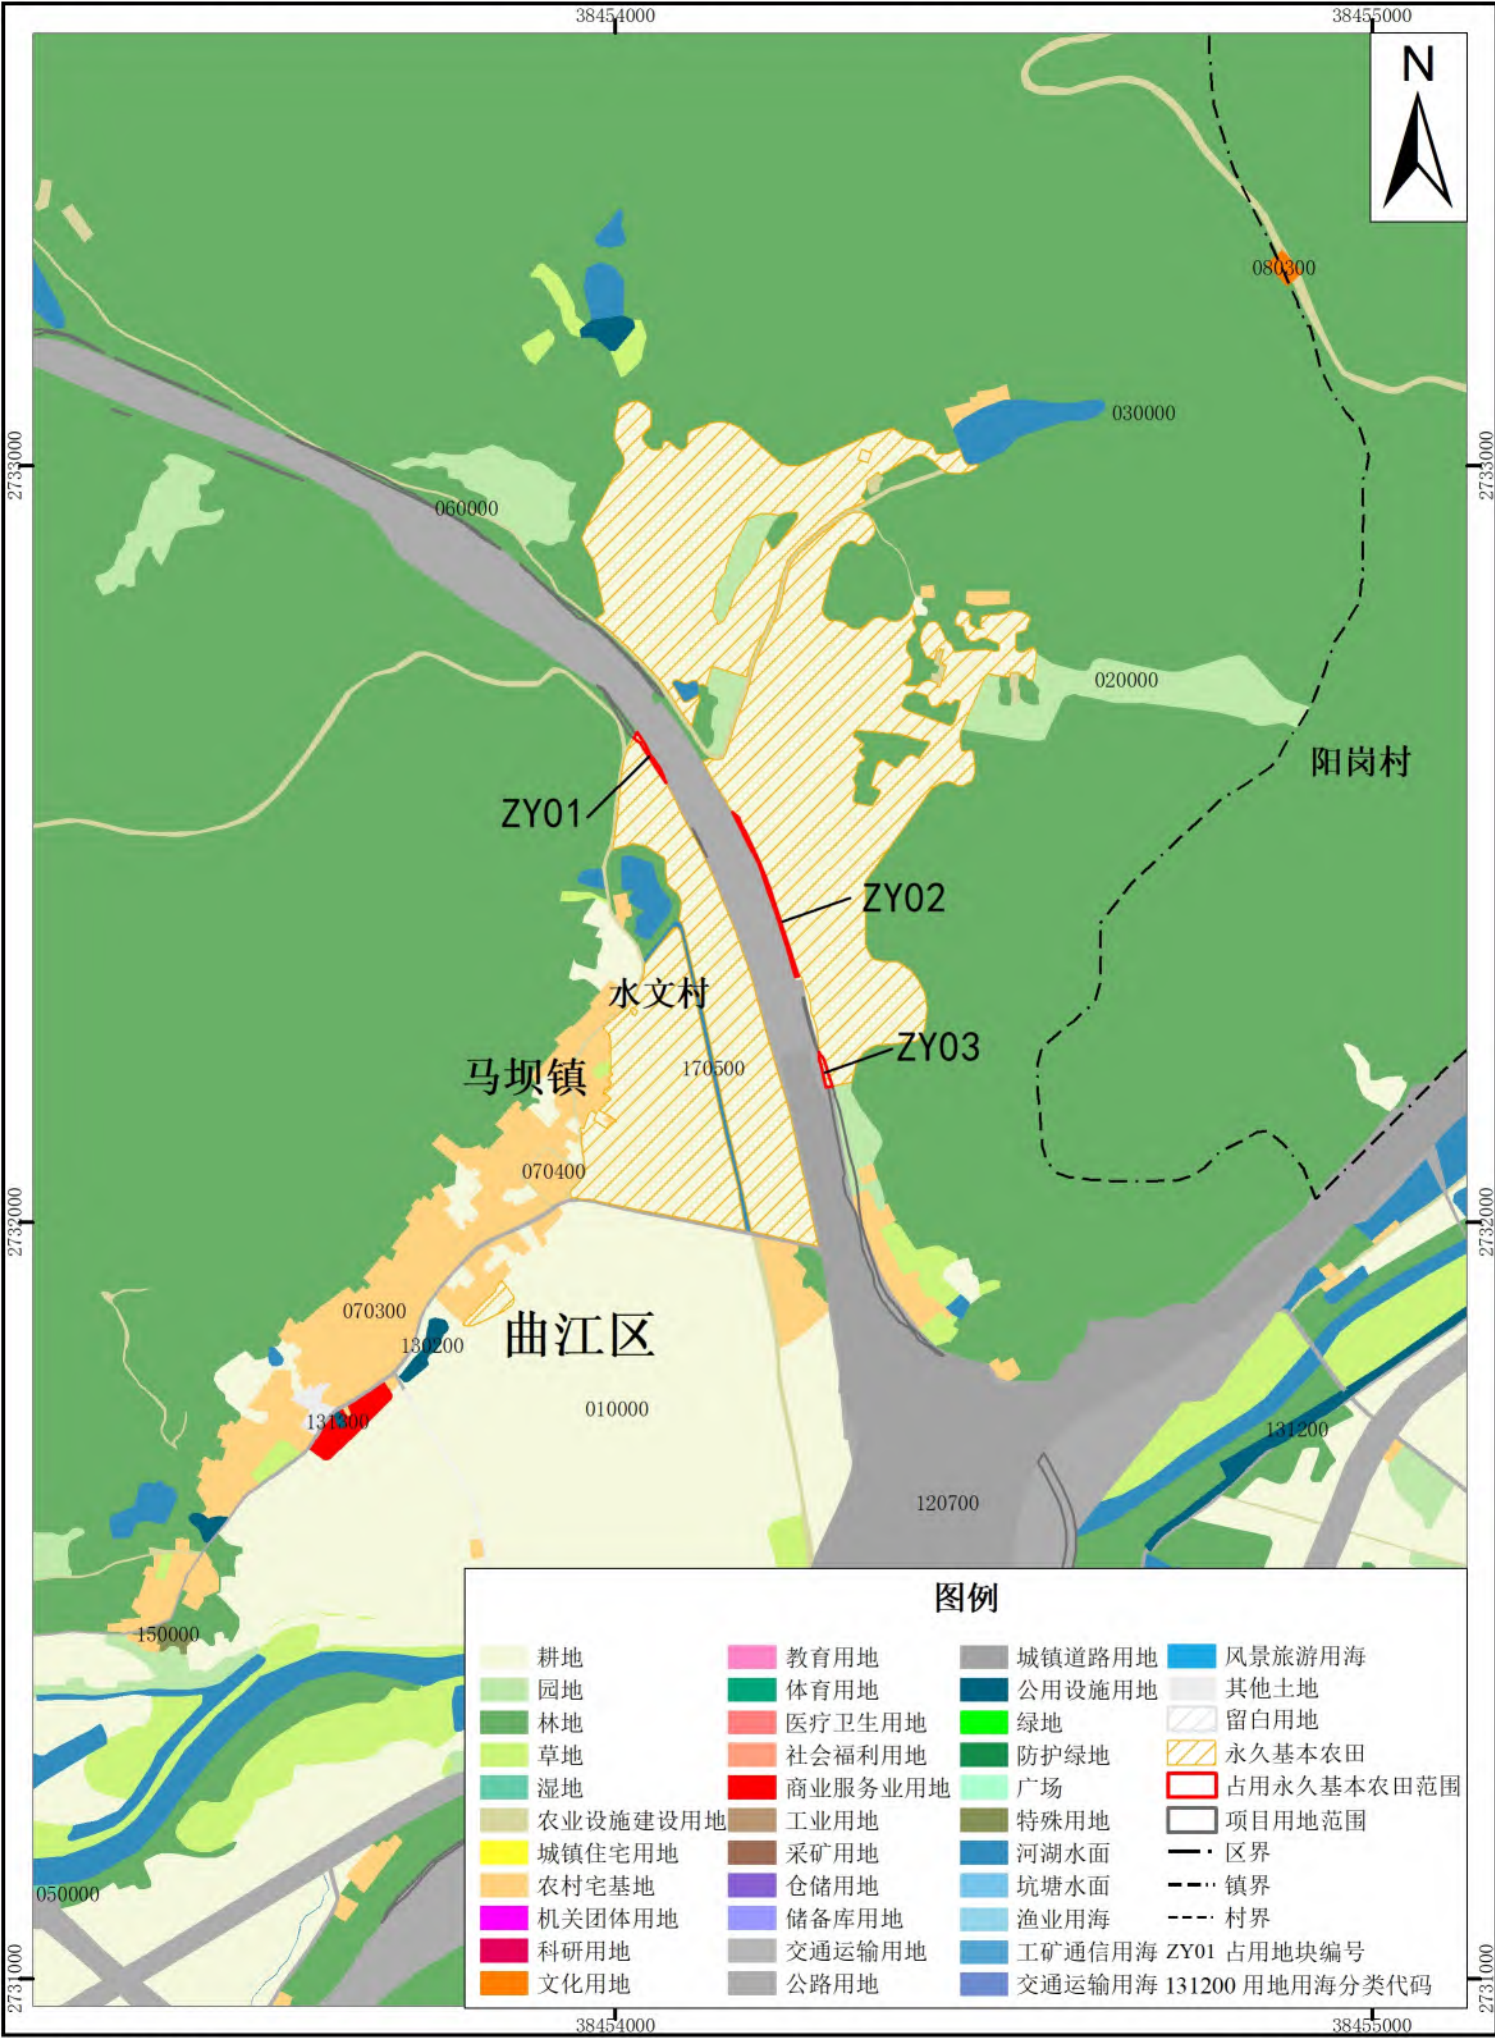 38454000
38455000
N
080300
030000
2733000
2733000
060000
020000
阳岗村
ZY01
ZY02
水文村
ZY03
马坝镇
170500
070400
2732000
2732000
070300
130200
曲江区
010000
131300
131200
120700
150000
050000
2731000
2731000
38454000
38455000
图例
耕地
园地
林地
草地
湿地
农业设施建设用地
城镇住宅用地
农村宅基地
机关团体用地
科研用地
文化用地
教育用地
体育用地
医疗卫生用地
社会福利用地
商业服务业用地
工业用地
采矿用地
仓储用地
储备库用地
交通运输用地
公路用地
城镇道路用地
公用设施用地
绿地
防护绿地
广场
特殊用地
河湖水面
坑塘水面
渔业用海
工矿通信用海
交通运输用海
风景旅游用海
其他土地
留白用地
永久基本农田
占用永久基本农田范围
项目用地范围
区界
镇界
村界
ZY01 占用地块编号
131200 用地用海分类代码